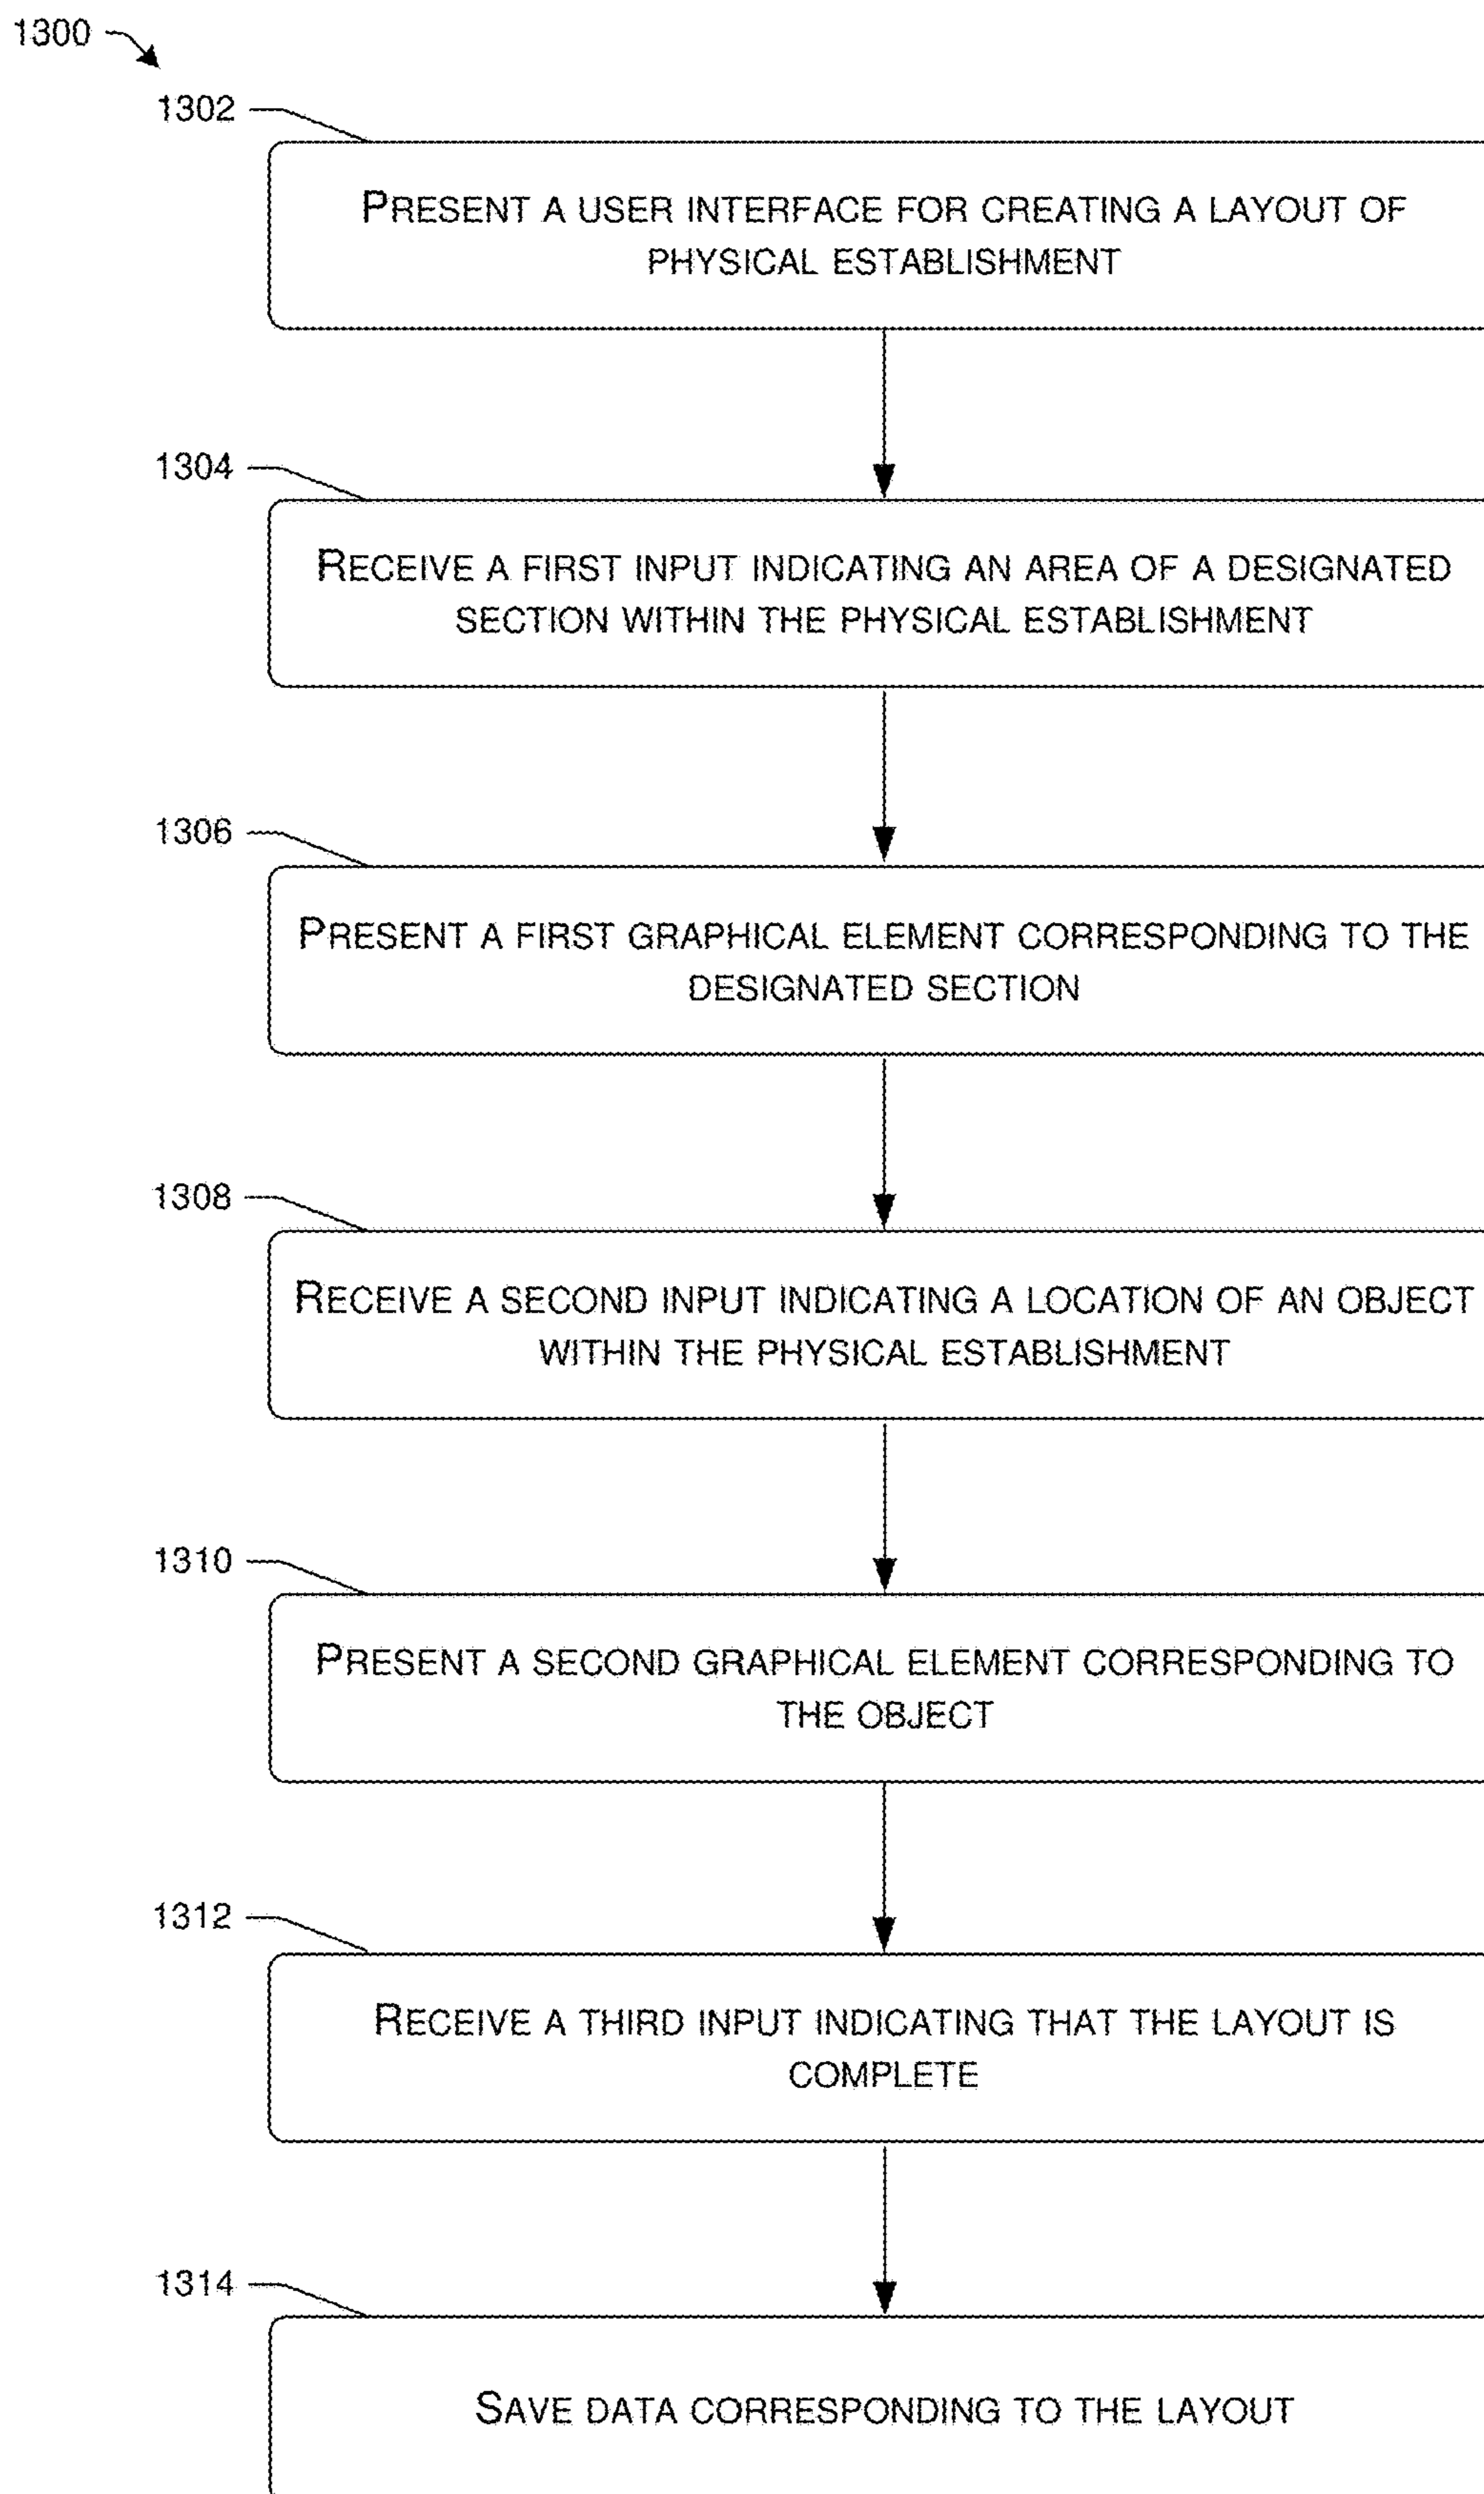 1300
1302
PRESENT A USER INTERFACE FOR CREATING A LAYOUT OF
PHYSICAL ESTABLISHMENT
1304
RECEIVE A FIRST INPUT INDICATING AN AREA OF A DESIGNATED
SECTION WITHIN THE PHYSICAL ESTABLISHMENT
1306
PRESENT A FIRST GRAPHICAL ELEMENT CORRESPONDING TO THE
DESIGNATED SECTION
1308
RECEIVE A SECOND INPUT INDICATING A LOCATION OF AN OBJECT
WITHIN THE PHYSICAL ESTABLISHMENT
1310
PRESENT A SECOND GRAPHICAL ELEMENT CORRESPONDING TO
THE OBJECT
1312
RECEIVE A THIRD INPUT INDICATING THAT THE LAYOUT IS
COMPLETE
1314
SAVE DATA CORRESPONDING TO THE LAYOUT